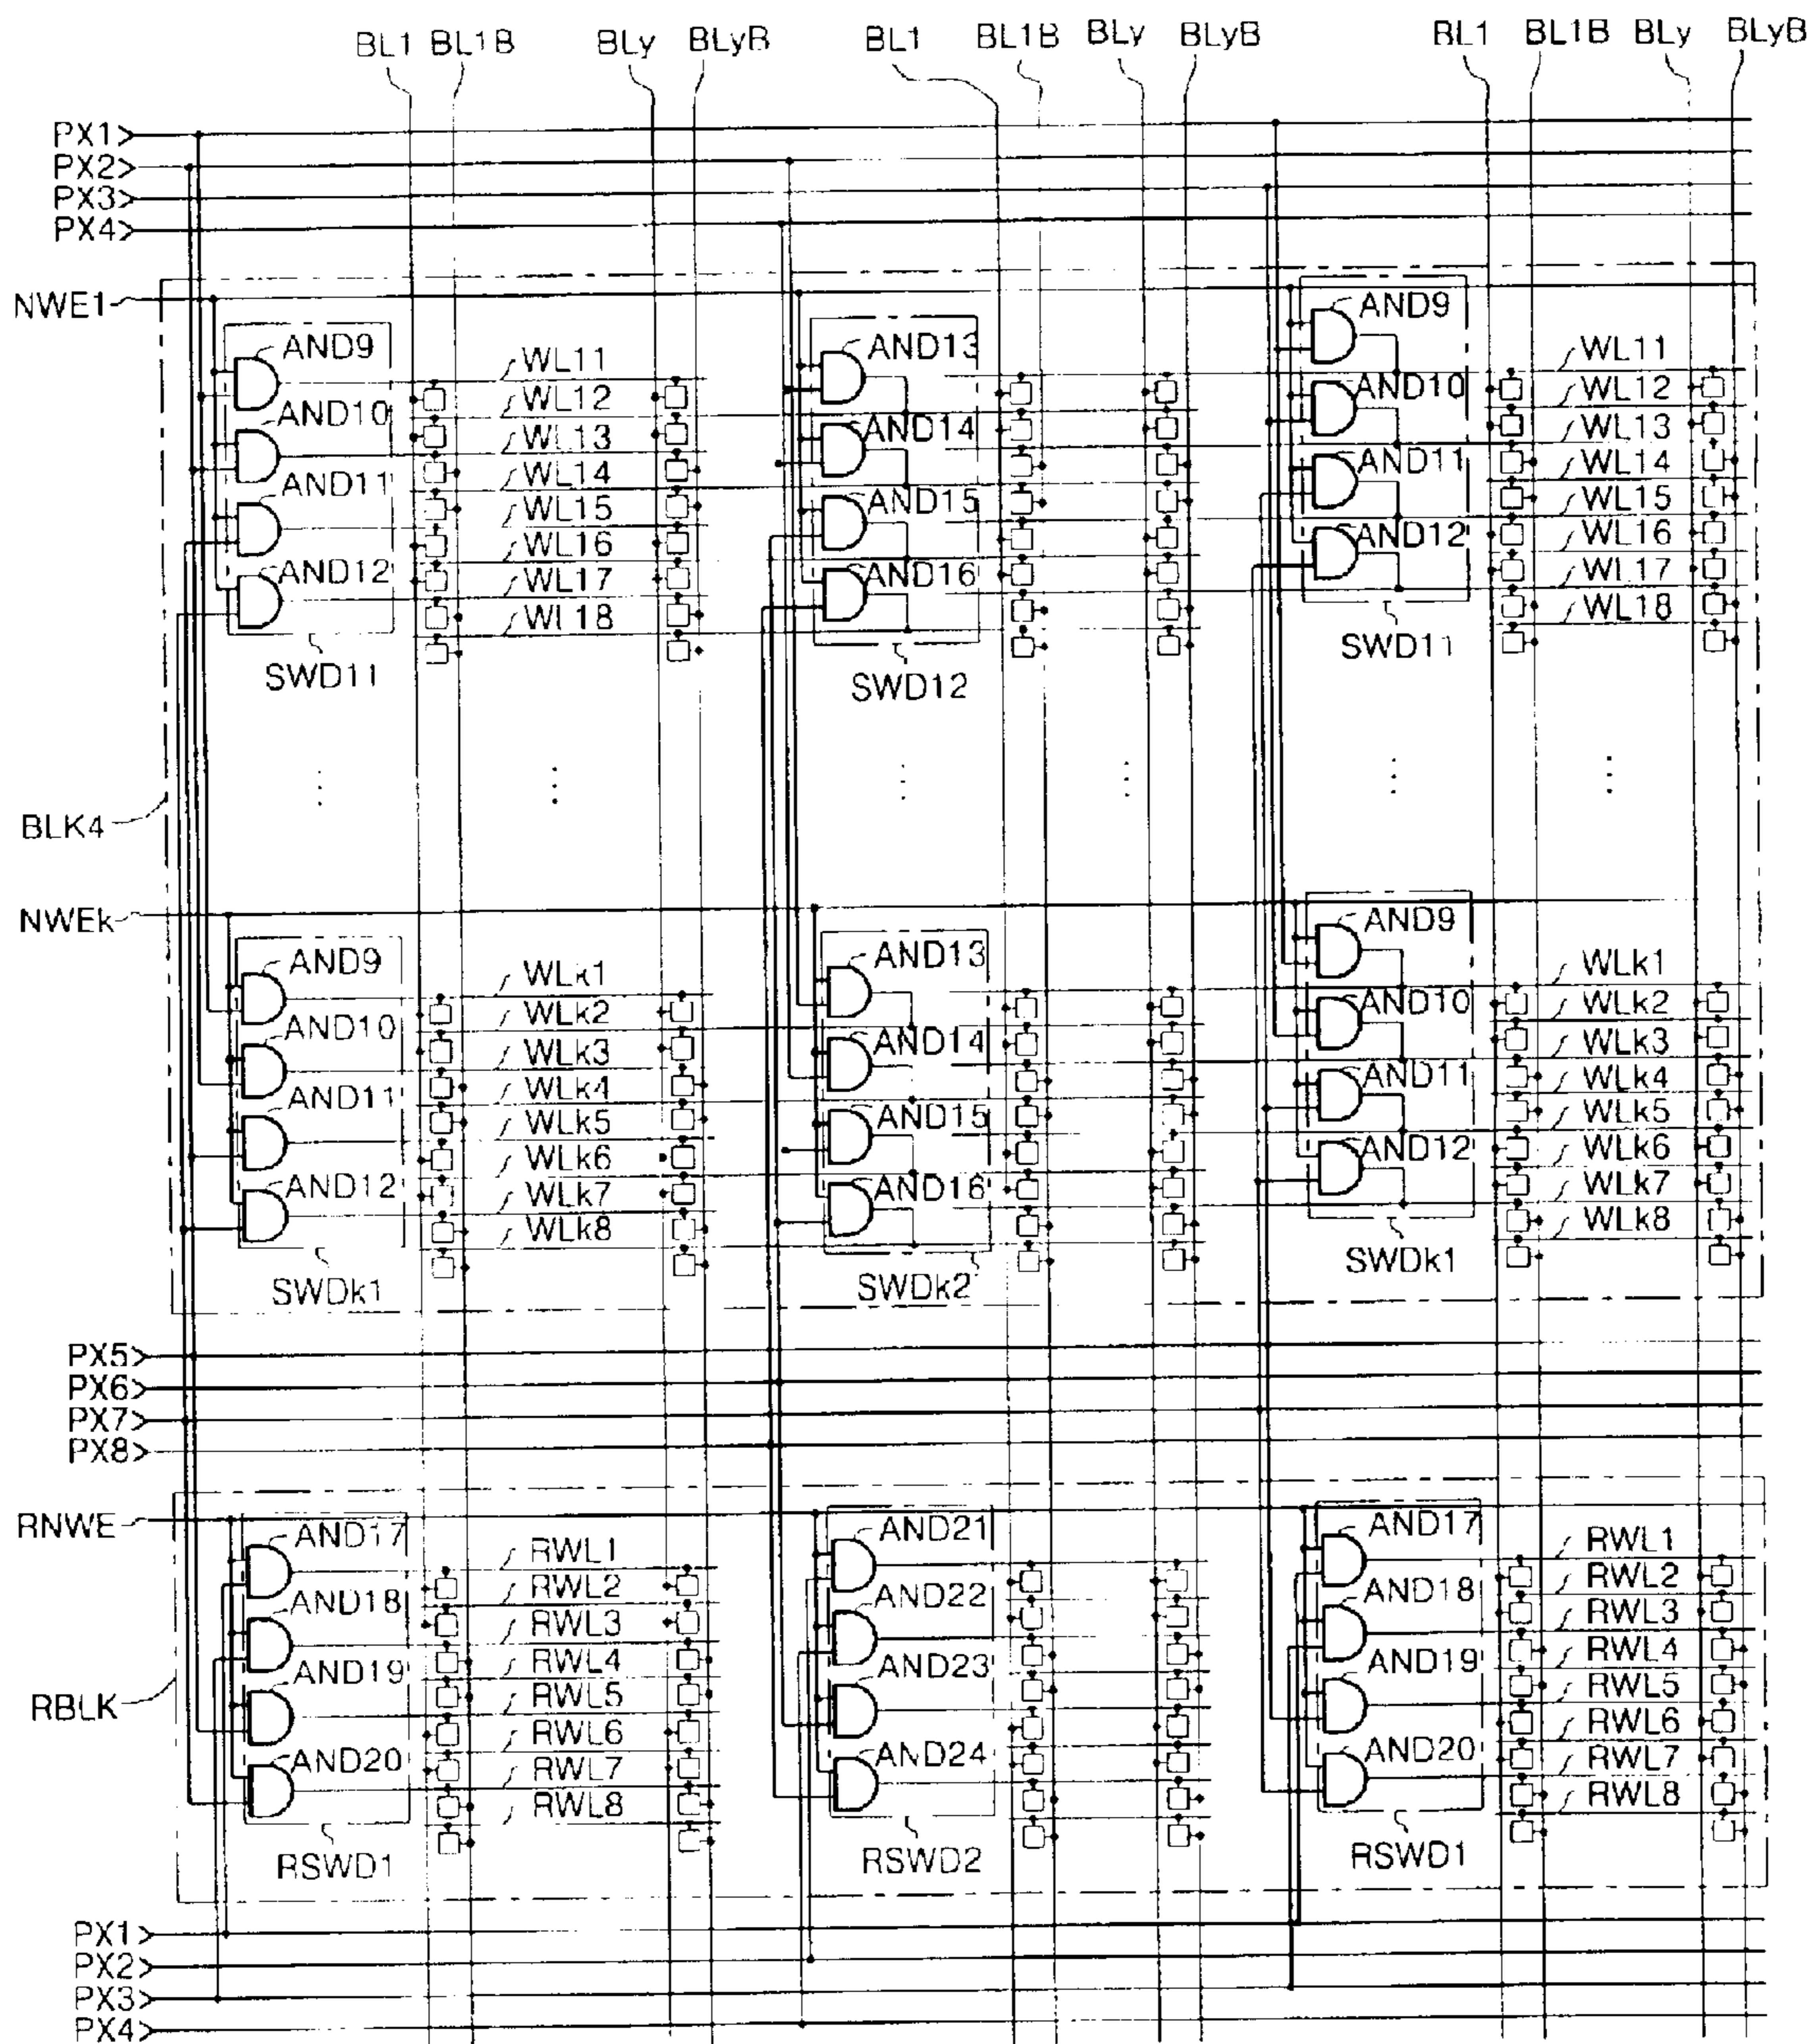 BL1 BL1B BLy BLyB BL1 BL1B BLy BLyB BL1 BL1B BLy BLyB
PX1
PX2
PX3
PX4
NWE1
AND9 AND13 AND9
WL11 WL11
AND10 WL12 AND14 AND10 WL12
WL13 WL13
AND11 WL14 AND15 AND11 WL14
WL15 WL15
AND12 WL16 AND16 AND12 WL16
WL17 WL17
WL18 WL18
SWD11 SWD12 SWD11
BLK4
NWEk
AND9 AND13 AND9
WLk1 WLk1
AND10 WLk2 AND14 AND10 WLk2
WLk3 WLk3
AND11 WLk4 AND15 AND11 WLk4
WLk5 WLk5
AND12 WLk6 AND16 AND12 WLk6
WLk7 WLk7
WLk8 WLk8
SWDk1 SWDk2 SWDk1
PX5
PX6
PX7
PX8
RNWE
AND17 AND21 AND17
RWL1 RWL1
AND18 RWL2 AND22 AND18 RWL2
RWL3 RWL3
AND19 RWL4 AND23 AND19 RWL4
RBLK RWL5 RWL5
RWL6 RWL6
AND20 RWL7 AND24 AND20 RWL7
RWL8 RWL8
RSWD1 RSWD2 RSWD1
PX1
PX2
PX3
PX4